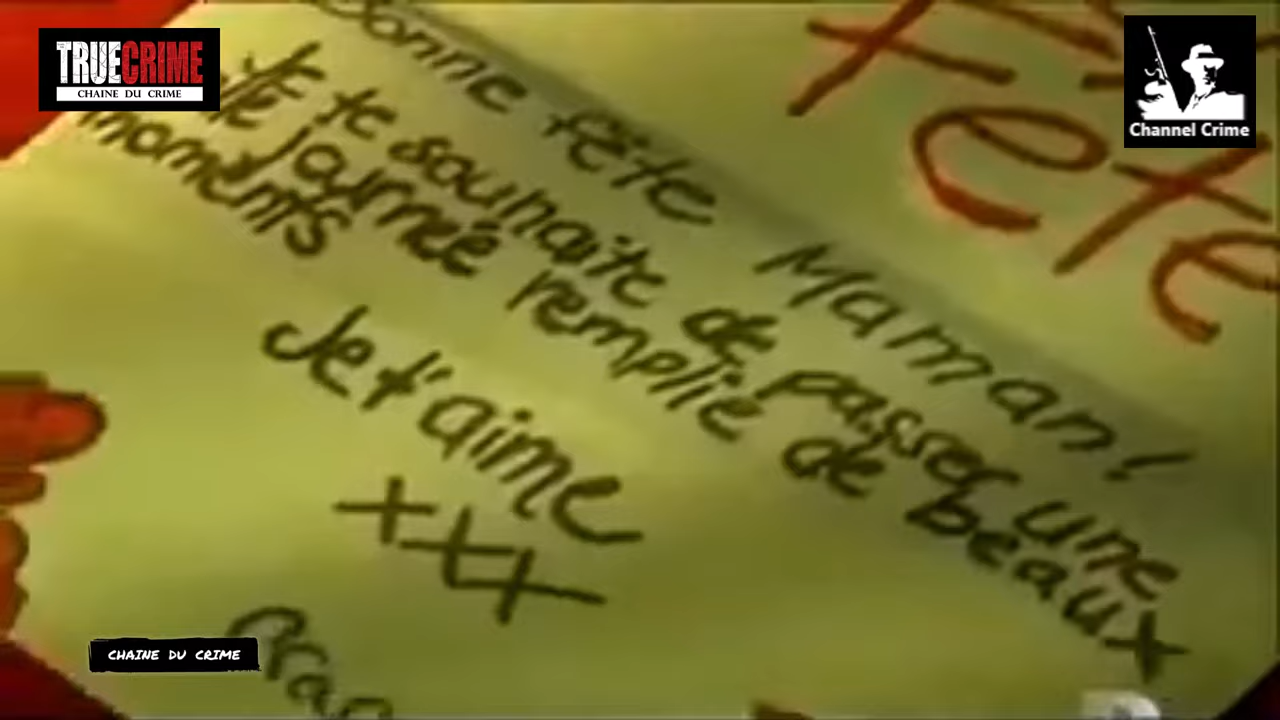 TRUECRIME
CHAINE DU CRIME
Channel Crime
Fête
Bonne fête Maman!
Je te souhaite de passer une
journée remplie de beaux
moments
Je t'aime
xxx
CHAINE DU CRIME